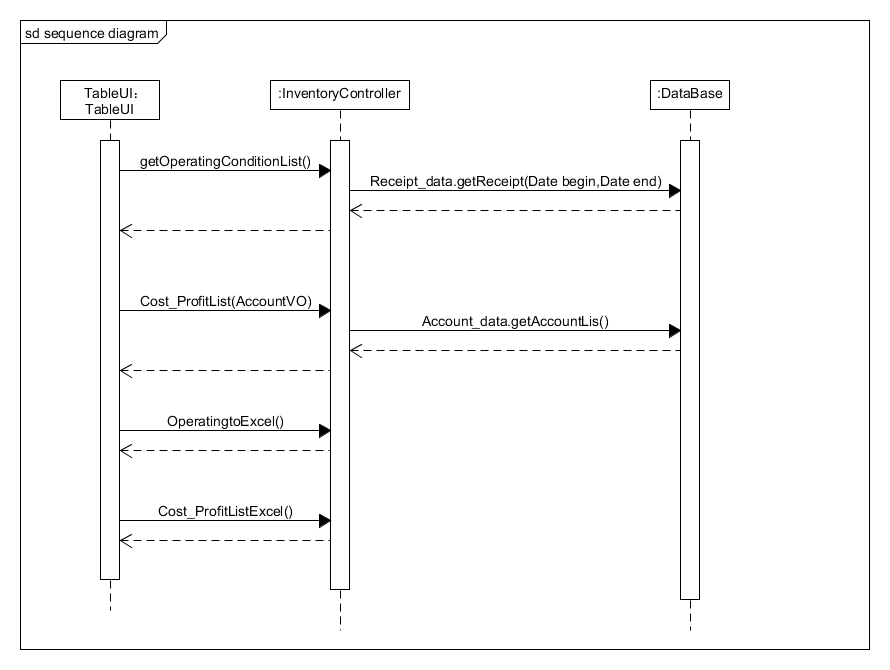 sd sequence diagram
TableUI：
TableUI
:InventoryController
:DataBase
getOperatingConditionList()
Receipt_data.getReceipt(Date begin,Date end)
Cost_ProfitList(AccountVO)
Account_data.getAccountLis()
OperatingtoExcel()
Cost_ProfitListExcel()